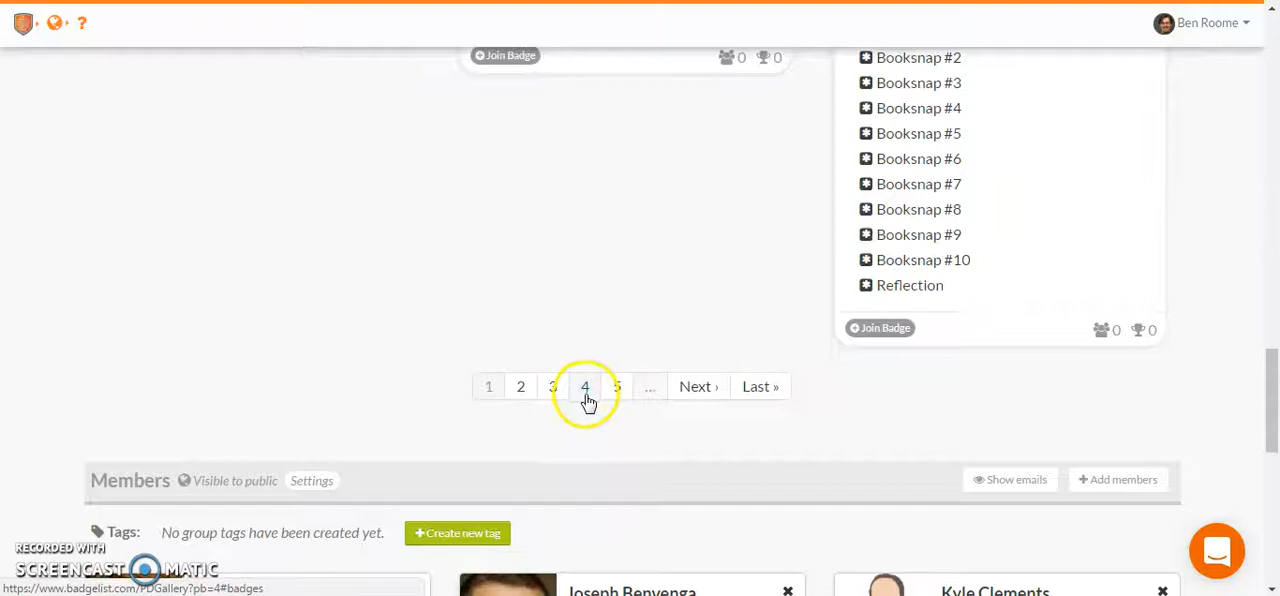 ?
Ben Roome
Join Badge
0
0
Booksnap #2
Booksnap #3
Booksnap #4
Booksnap #5
Booksnap #6
Booksnap #7
Booksnap #8
Booksnap #9
Booksnap #10
Reflection
Join Badge
0
0
1 2 3 4 5 ... Next › Last »
Members Visible to public Settings
Show emails
+ Add members
Tags: No group tags have been created yet. + Create new tag
RECORDED WITH
SCREENCAST MATIC
https://www.badgelist.com/PDGallery?pb=4#badges
Joseph Benvenga
Kyle Clements